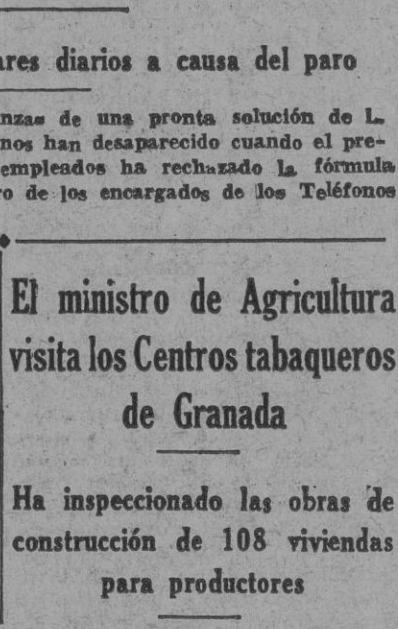 ares diarios a causa del paro
nzas de una pronta solución de L
nos han desaparecido cuando el pre-
empleados ha rechazado la fórmula
ro de los encargados de los Teléfonos
El ministro de Agricultura
visita los Centros tabaqueros
de Granada
Ha inspeccionado las obras de
construcción de 108 viviendas
para productores